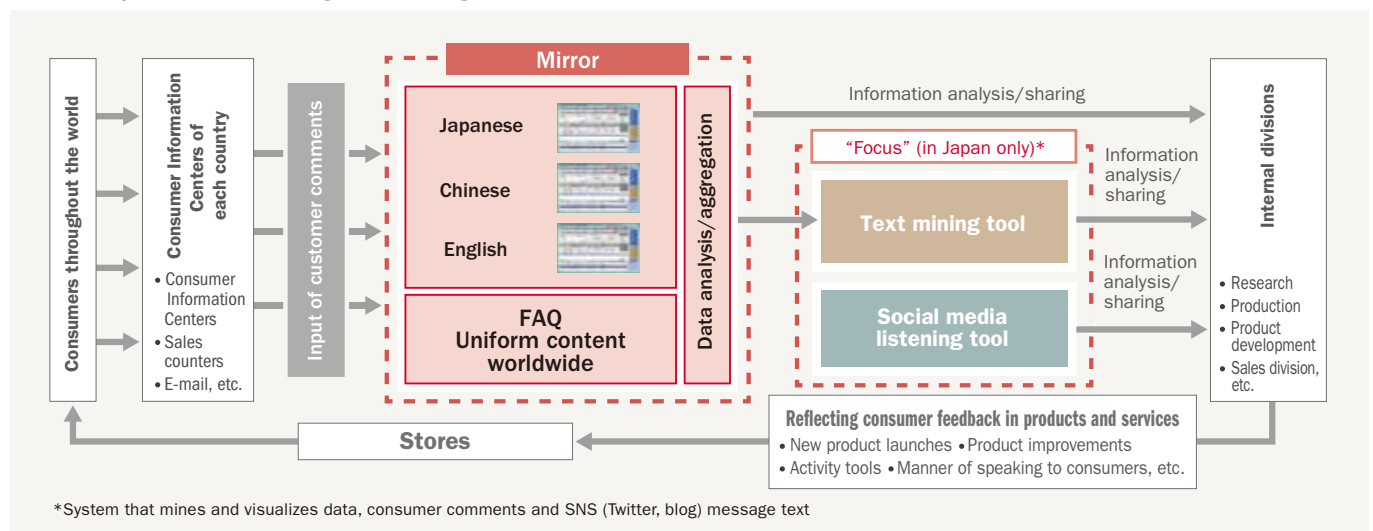 Consumers throughout the world
Consumer Information
Centers of
each country
• Consumer
Information
Centers
• Sales
counters
• E-mail, etc.
Input of customer comments
Mirror
Japanese
Chinese
English
FAQ
Uniform content
worldwide
Data analysis/aggregation
Information analysis/sharing
“Focus” (in Japan only)*
Text mining tool
Social media
listening tool
Information
analysis/
sharing
Information
analysis/
sharing
Internal divisions
• Research
• Production
• Product
development
• Sales division,
etc.
Reflecting consumer feedback in products and services
• New product launches • Product improvements
• Activity tools • Manner of speaking to consumers, etc.
Stores
*System that mines and visualizes data, consumer comments and SNS (Twitter, blog) message text